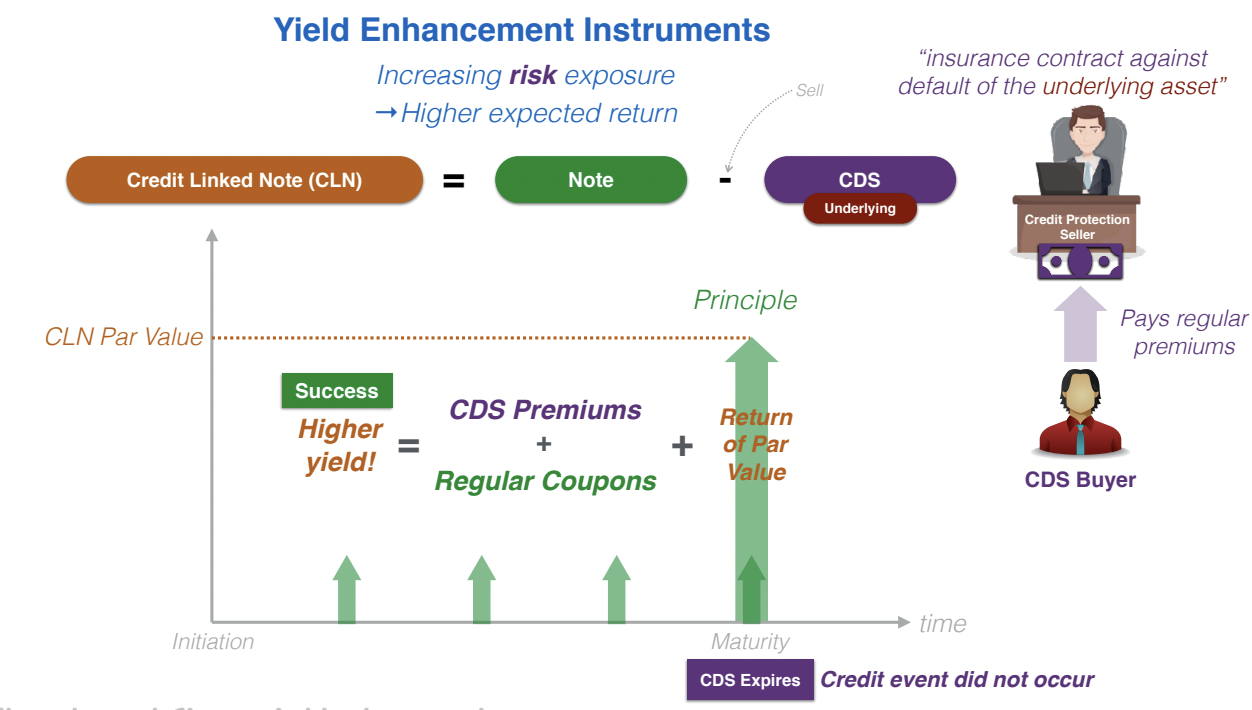 Yield Enhancement Instruments
Increasing risk exposure
→ Higher expected return
Sell
“insurance contract against
default of the underlying asset”
Credit Linked Note (CLN)
=
Note
-
CDS
Underlying
Credit Protection
Seller
Principle
CLN Par Value
Pays regular
premiums
Success
Higher
yield!
=
CDS Premiums
+
Regular Coupons
+
Return
of Par
Value
CDS Buyer
time
Initiation
Maturity
CDS Expires
Credit event did not occur